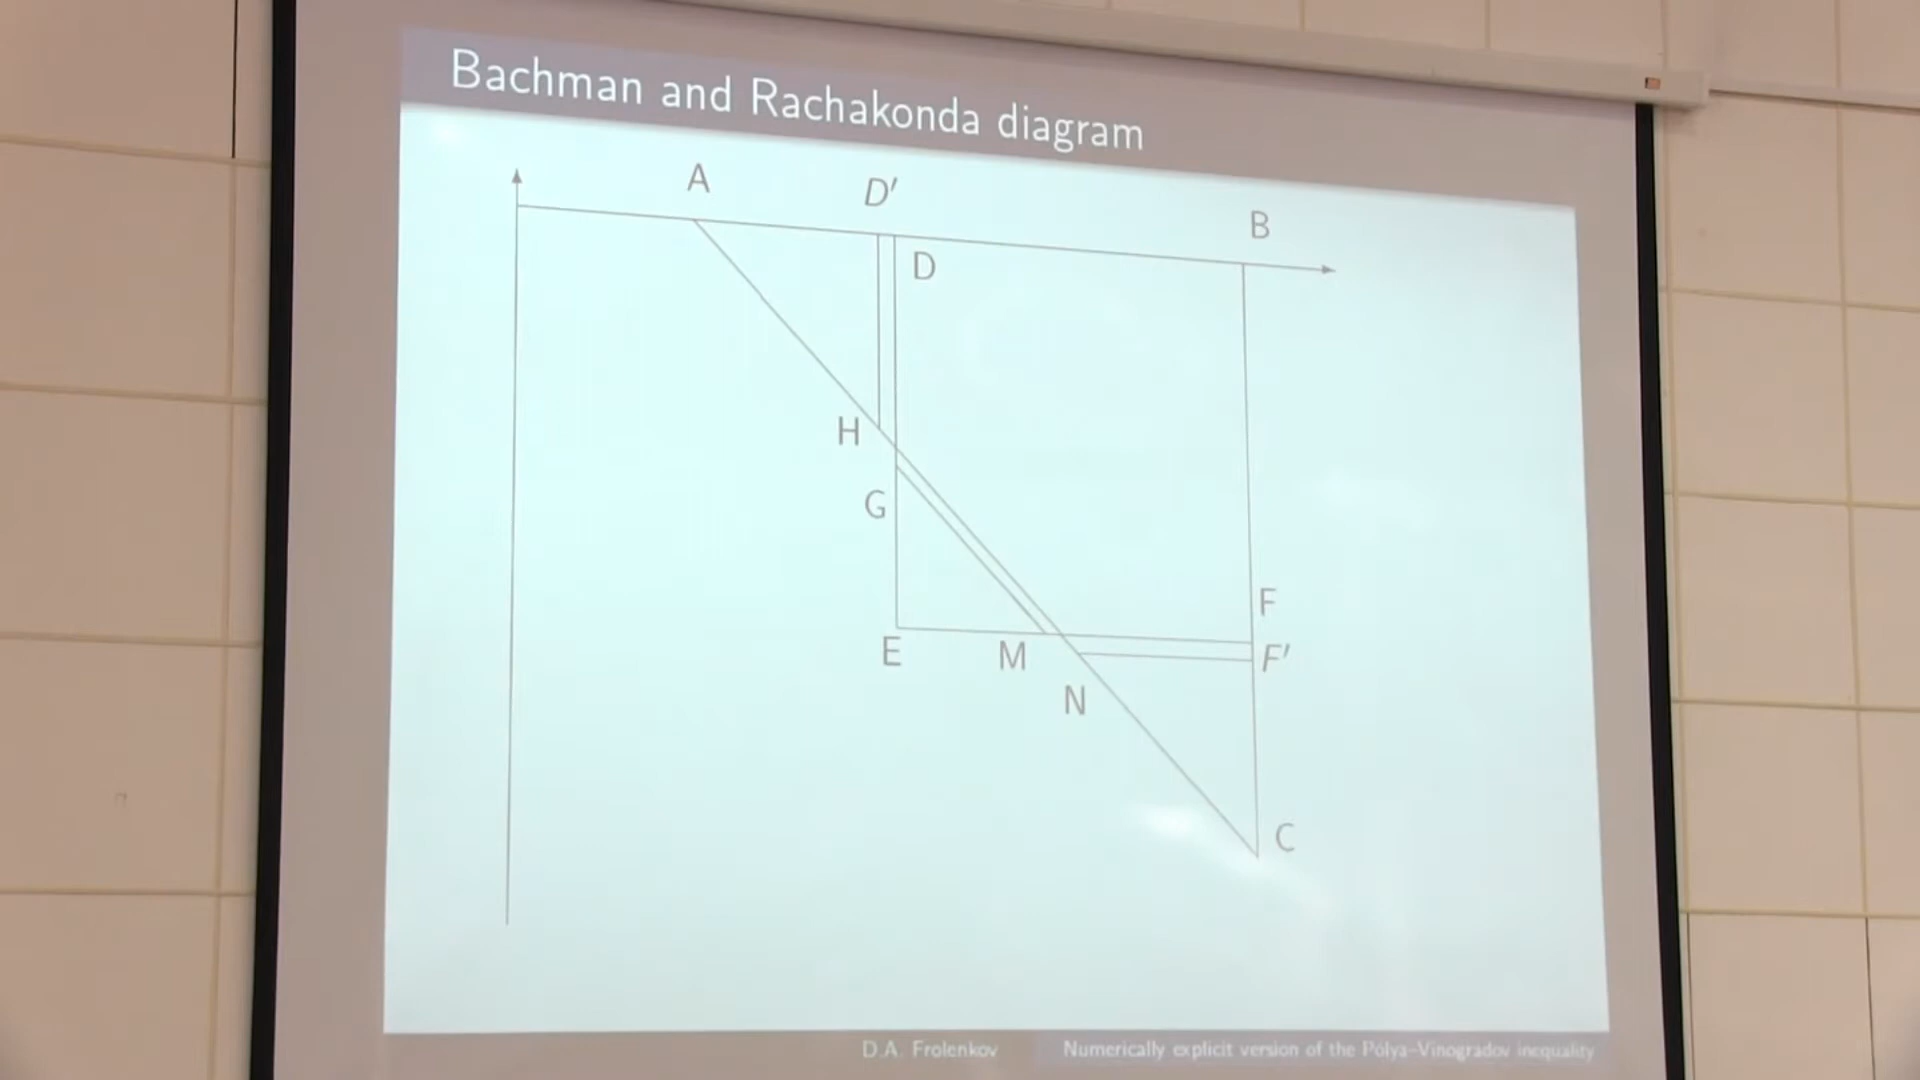 Bachman and Rachakonda diagram
A
D′
B
D
H
G
F
E
M
F′
N
C
D.A. Frolenkov
Numerically explicit version of the Pólya–Vinogradov inequality